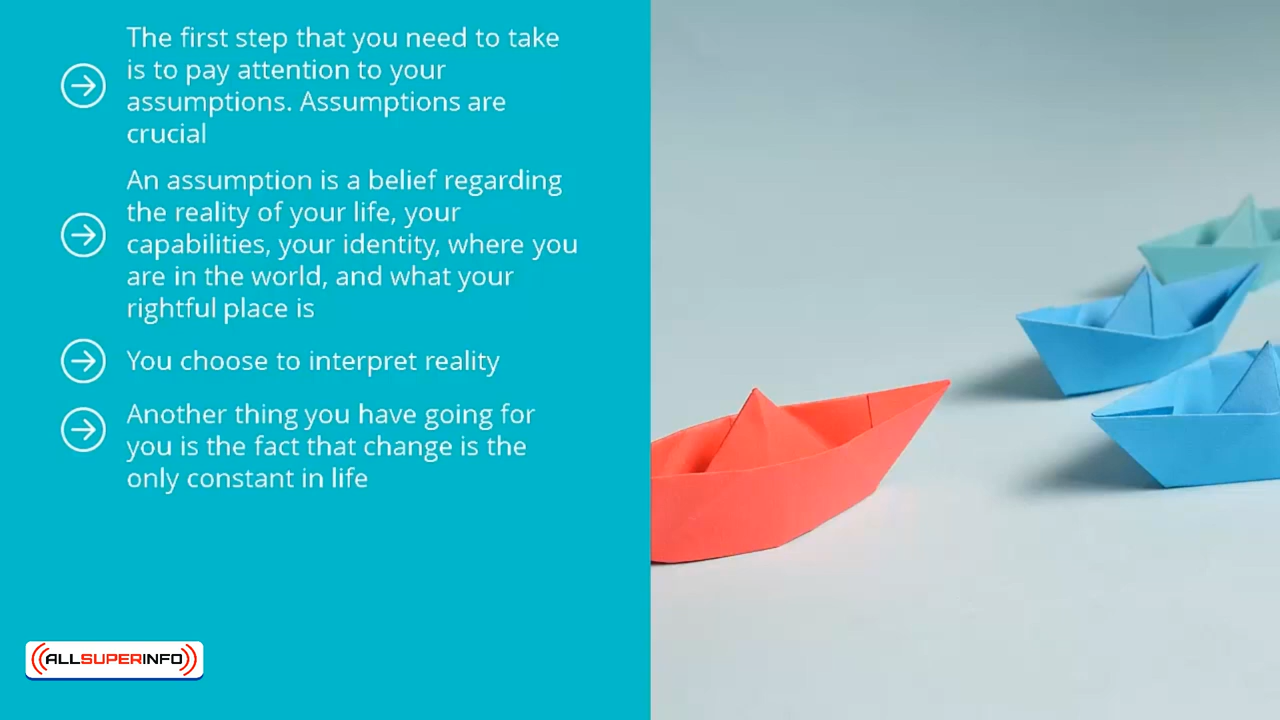 The first step that you need to take
is to pay attention to your
assumptions. Assumptions are
crucial
An assumption is a belief regarding
the reality of your life, your
capabilities, your identity, where you
are in the world, and what your
rightful place is
You choose to interpret reality
Another thing you have going for
you is the fact that change is the
only constant in life
ALLSUPERINFO